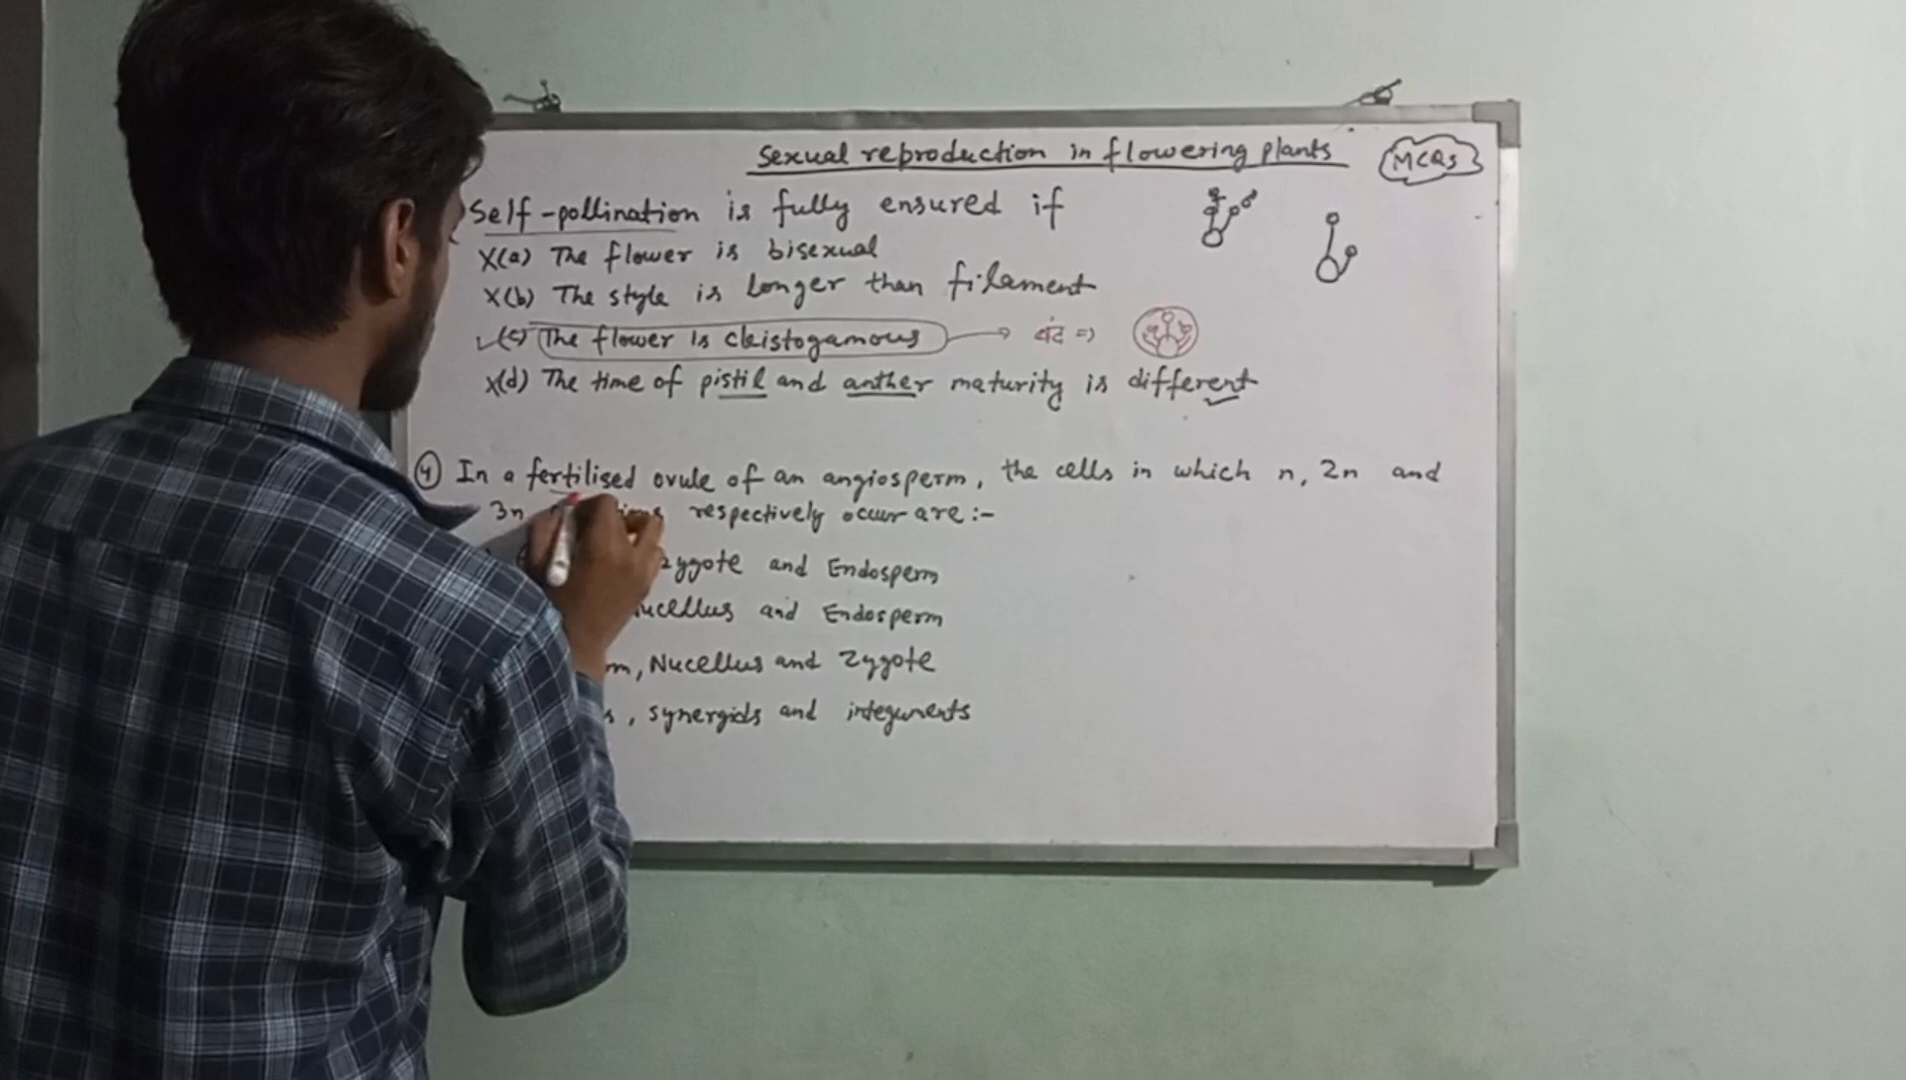 Sexual reproduction in flowering plants
MCQs
Self-pollination is fully ensured if
X(a) The flower is bisexual
X(b) The style is longer than filament
✓(c) The flower is cleistogamous → बंद =>
X(d) The time of pistil and anther maturity is different
④ In a fertilised ovule of an angiosperm, the cells in which n, 2n and
3n respectively occur are :-
zygote and Endosperm
Nucellus and Endosperm
, Nucellus and Zygote
, synergids and integuments